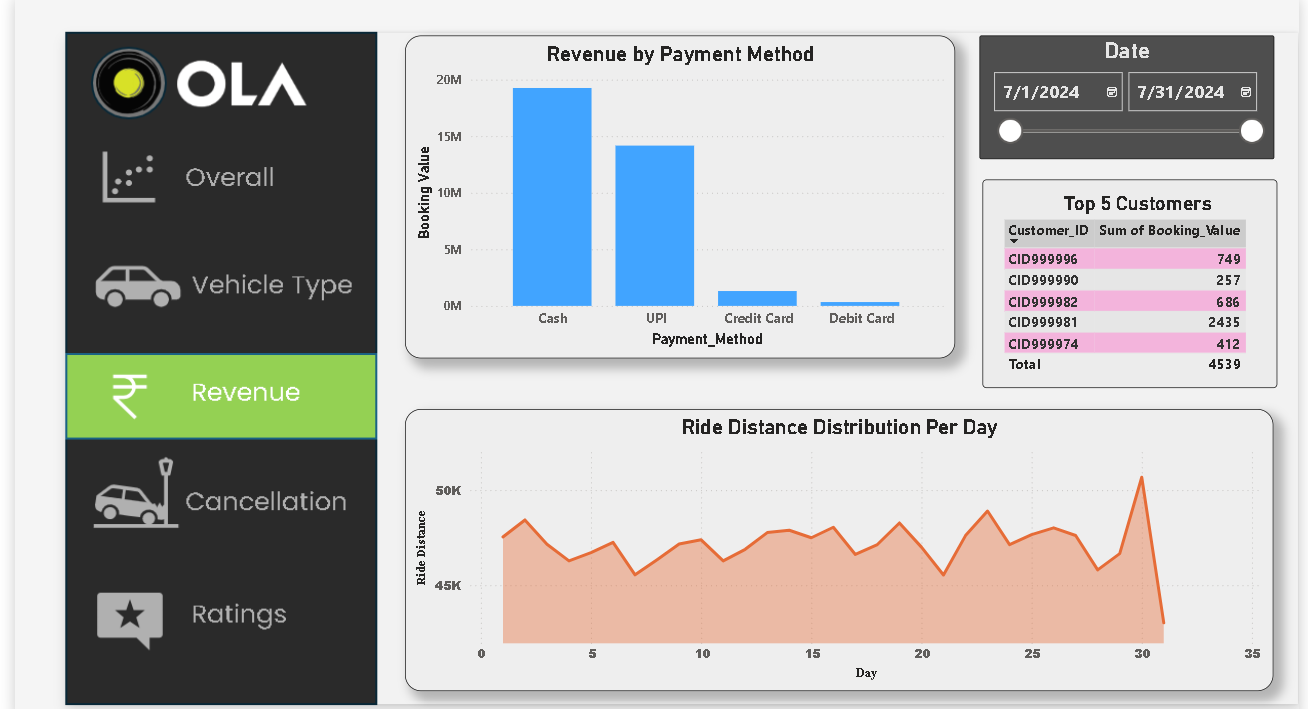 OLA
Overall
Vehicle Type
₹ Revenue
Cancellation
Ratings
Revenue by Payment Method
20M
15M
10M
5M
0M
Booking Value
Cash UPI Credit Card Debit Card
Payment_Method
Date
7/1/2024 7/31/2024
Top 5 Customers
Customer_ID Sum of Booking_Value
CID999996 749
CID999990 257
CID999982 686
CID999981 2435
CID999974 412
Total 4539
Ride Distance Distribution Per Day
50K
45K
Ride Distance
0 5 10 15 20 25 30 35
Day